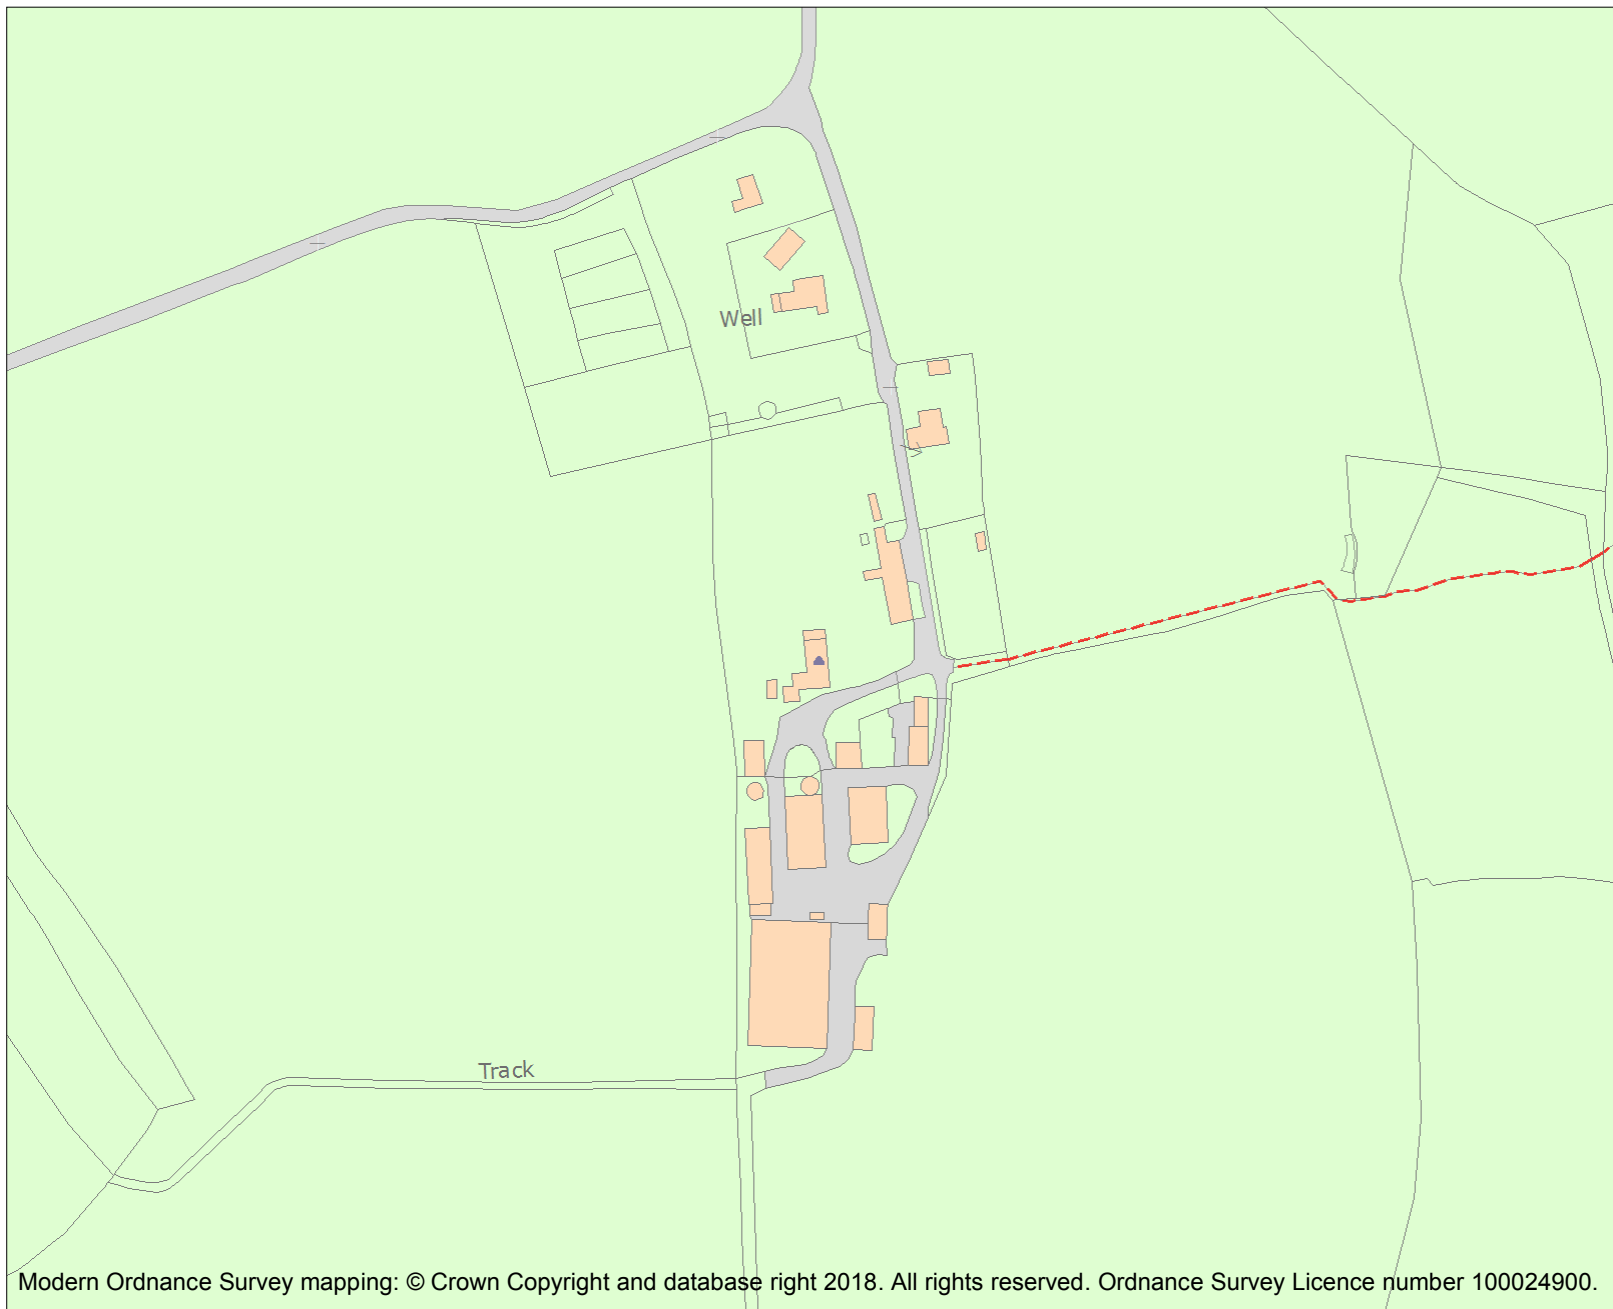 Well
Track
Modern Ordnance Survey mapping: © Crown Copyright and database right 2018. All rights reserved. Ordnance Survey Licence number 100024900.